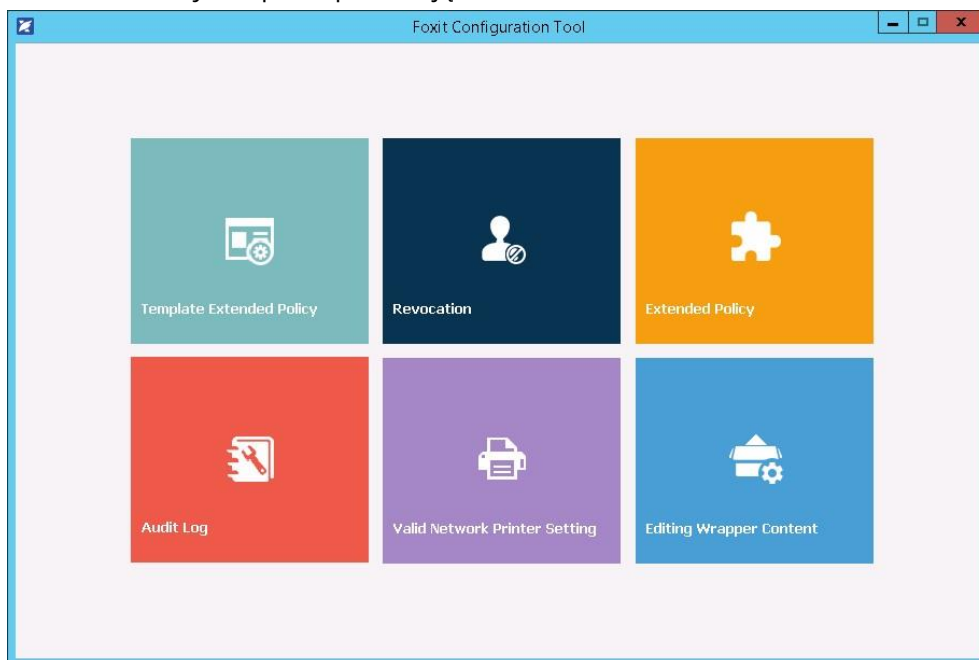 Foxit Configuration Tool
Template Extended Policy
Revocation
Extended Policy
Audit Log
Valid Network Printer Setting
Editing Wrapper Content